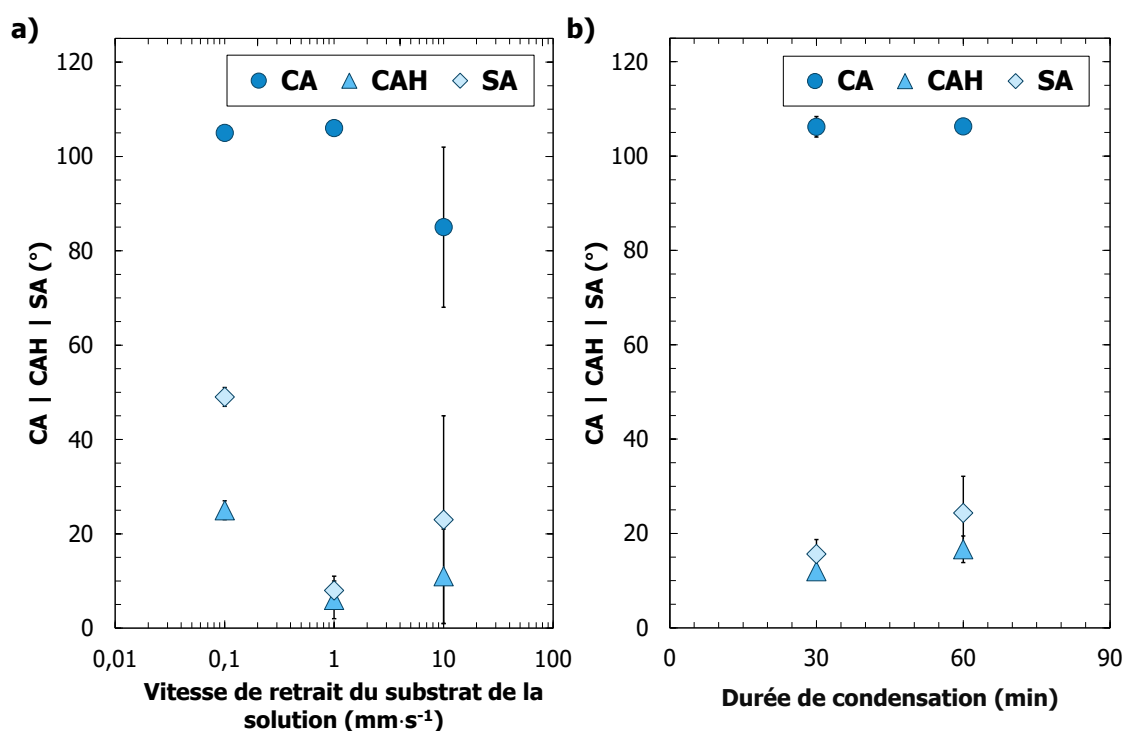 a)
120
100
80
60
40
20
0
CA | CAH | SA (°)
CA CAH SA
0,01 0,1 1 10 100
Vitesse de retrait du substrat de la
solution (mm·s⁻¹)
b)
120
100
80
60
40
20
0
CA | CAH | SA (°)
CA CAH SA
0 30 60 90
Durée de condensation (min)